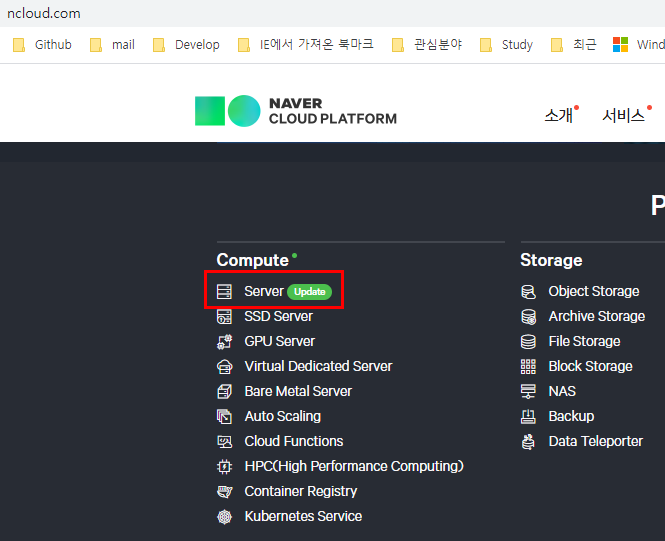 ncloud.com
Github mail Develop IE에서 가져온 북마크 관심분야 Study 최근 Wind
NAVER
CLOUD PLATFORM
소개 서비스
P
Compute
Server Update
SSD Server
GPU Server
Virtual Dedicated Server
Bare Metal Server
Auto Scaling
Cloud Functions
HPC(High Performance Computing)
Container Registry
Kubernetes Service
Storage
Object Storage
Archive Storage
File Storage
Block Storage
NAS
Backup
Data Teleporter